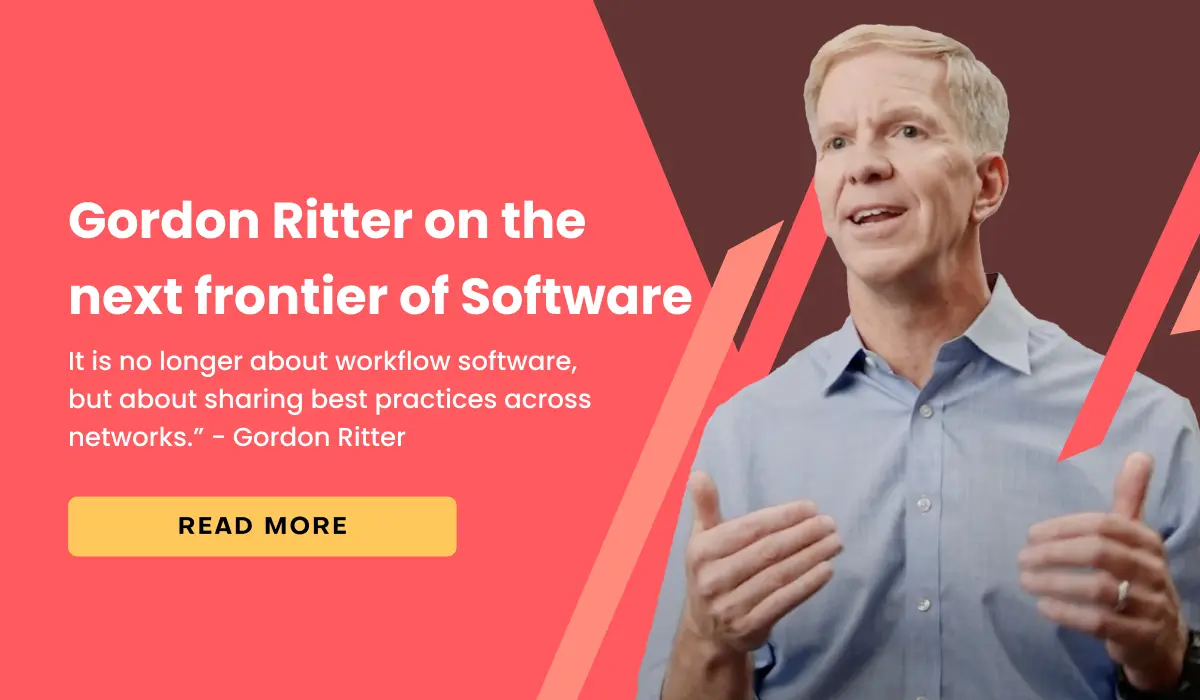 Gordon Ritter on the
next frontier of Software
It is no longer about workflow software,
but about sharing best practices across
networks.” - Gordon Ritter
READ MORE